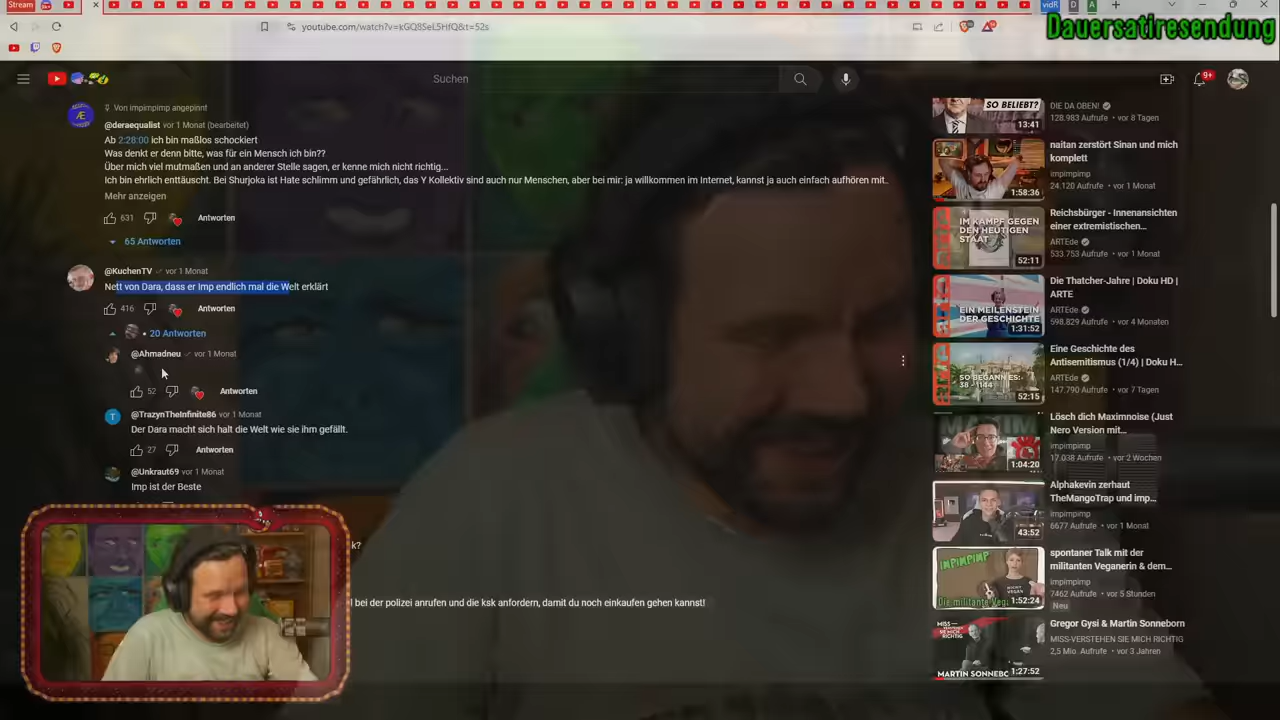 Stream
vidR
D
A
youtube.com/watch?v=kGQ8SeL5HfQ&t=52s
Dauersatiresendung
Suchen
9+
Von impimpimp angepinnt
@deraequalist vor 1 Monat (bearbeitet)
Ab 2:28:00 ich bin maßlos schockiert
Was denkt er denn bitte, was für ein Mensch ich bin??
Über mich viel mutmaßen und an anderer Stelle sagen, er kenne mich nicht richtig...
Ich bin ehrlich enttäuscht. Bei Shurjoka ist Hate schlimm und gefährlich, das Y Kollektiv sind auch nur Menschen, aber bei mir: ja willkommen im Internet, kannst ja auch einfach aufhören mit.
Mehr anzeigen
631
Antworten
65 Antworten
@KuchenTV vor 1 Monat
Nett von Dara, dass er Imp endlich mal die Welt erklärt
416
Antworten
20 Antworten
@Ahmadneu vor 1 Monat
52
Antworten
@TrazynTheInfinite86 vor 1 Monat
Der Dara macht sich halt die Welt wie sie ihm gefällt.
27
Antworten
@Unkraut69 vor 1 Monat
Imp ist der Beste
k?
l bei der polizei anrufen und die ksk anfordern, damit du noch einkaufen gehen kannst!
SO BELIEBT?
13:41
DIE DA OBEN!
128.983 Aufrufe • vor 8 Tagen
1:58:36
naitan zerstört Sinan und mich
komplett
impimpimp
24.120 Aufrufe • vor 1 Monat
IM KAMPF GEGEN
DEN HEUTIGEN
STAAT
52:11
Reichsbürger - Innenansichten
einer extremistischen...
ARTEde
533.753 Aufrufe • vor 1 Monat
EIN MEILENSTEIN
DER GESCHICHTE
1:31:52
Die Thatcher-Jahre | Doku HD |
ARTE
ARTEde
598.829 Aufrufe • vor 4 Monaten
SO BEGANN ES:
38 - 1144
52:15
Eine Geschichte des
Antisemitismus (1/4) | Doku H...
ARTEde
147.790 Aufrufe • vor 7 Tagen
MAXIM
1:04:20
Lösch dich Maximnoise (Just
Nero Version mit...
impimpimp
17.038 Aufrufe • vor 2 Wochen
43:52
Alphakevin zerhaut
TheMangoTrap und imp...
impimpimp
6677 Aufrufe • vor 1 Monat
IMPIMPIMP
Die militante Veg
1:52:24
spontaner Talk mit der
militanten Veganerin & dem...
impimpimp
7462 Aufrufe • vor 5 Stunden
Neu
MISS-
VERSTEHEN
SIE MICH
RICHTIG
MARTIN SONNEBO
1:27:52
Gregor Gysi & Martin Sonneborn
MISS-VERSTEHEN SIE MICH RICHTIG
2,5 Mio. Aufrufe • vor 3 Jahren